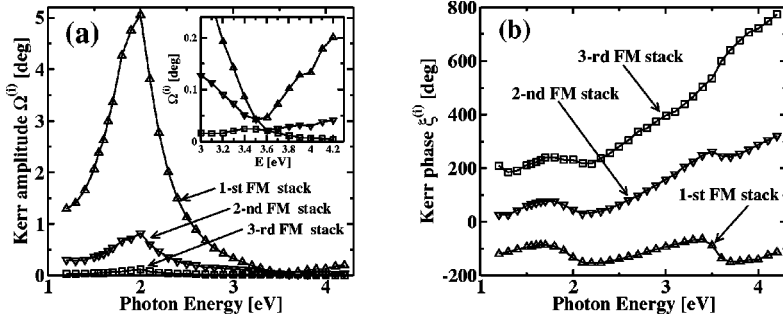 (a)
Kerr amplitude Ω(i) [deg]
5
4
3
2
1
0
1
2
3
4
Photon Energy [eV]
1-st FM stack
2-nd FM stack
3-rd FM stack
Ω(i) [deg]
0.2
0.1
0
3
3.2
3.4
3.6
3.8
4
4.2
E [eV]
(b)
Kerr phase ξ(i) [deg]
800
600
400
200
0
-200
1
2
3
4
Photon Energy [eV]
3-rd FM stack
2-nd FM stack
1-st FM stack